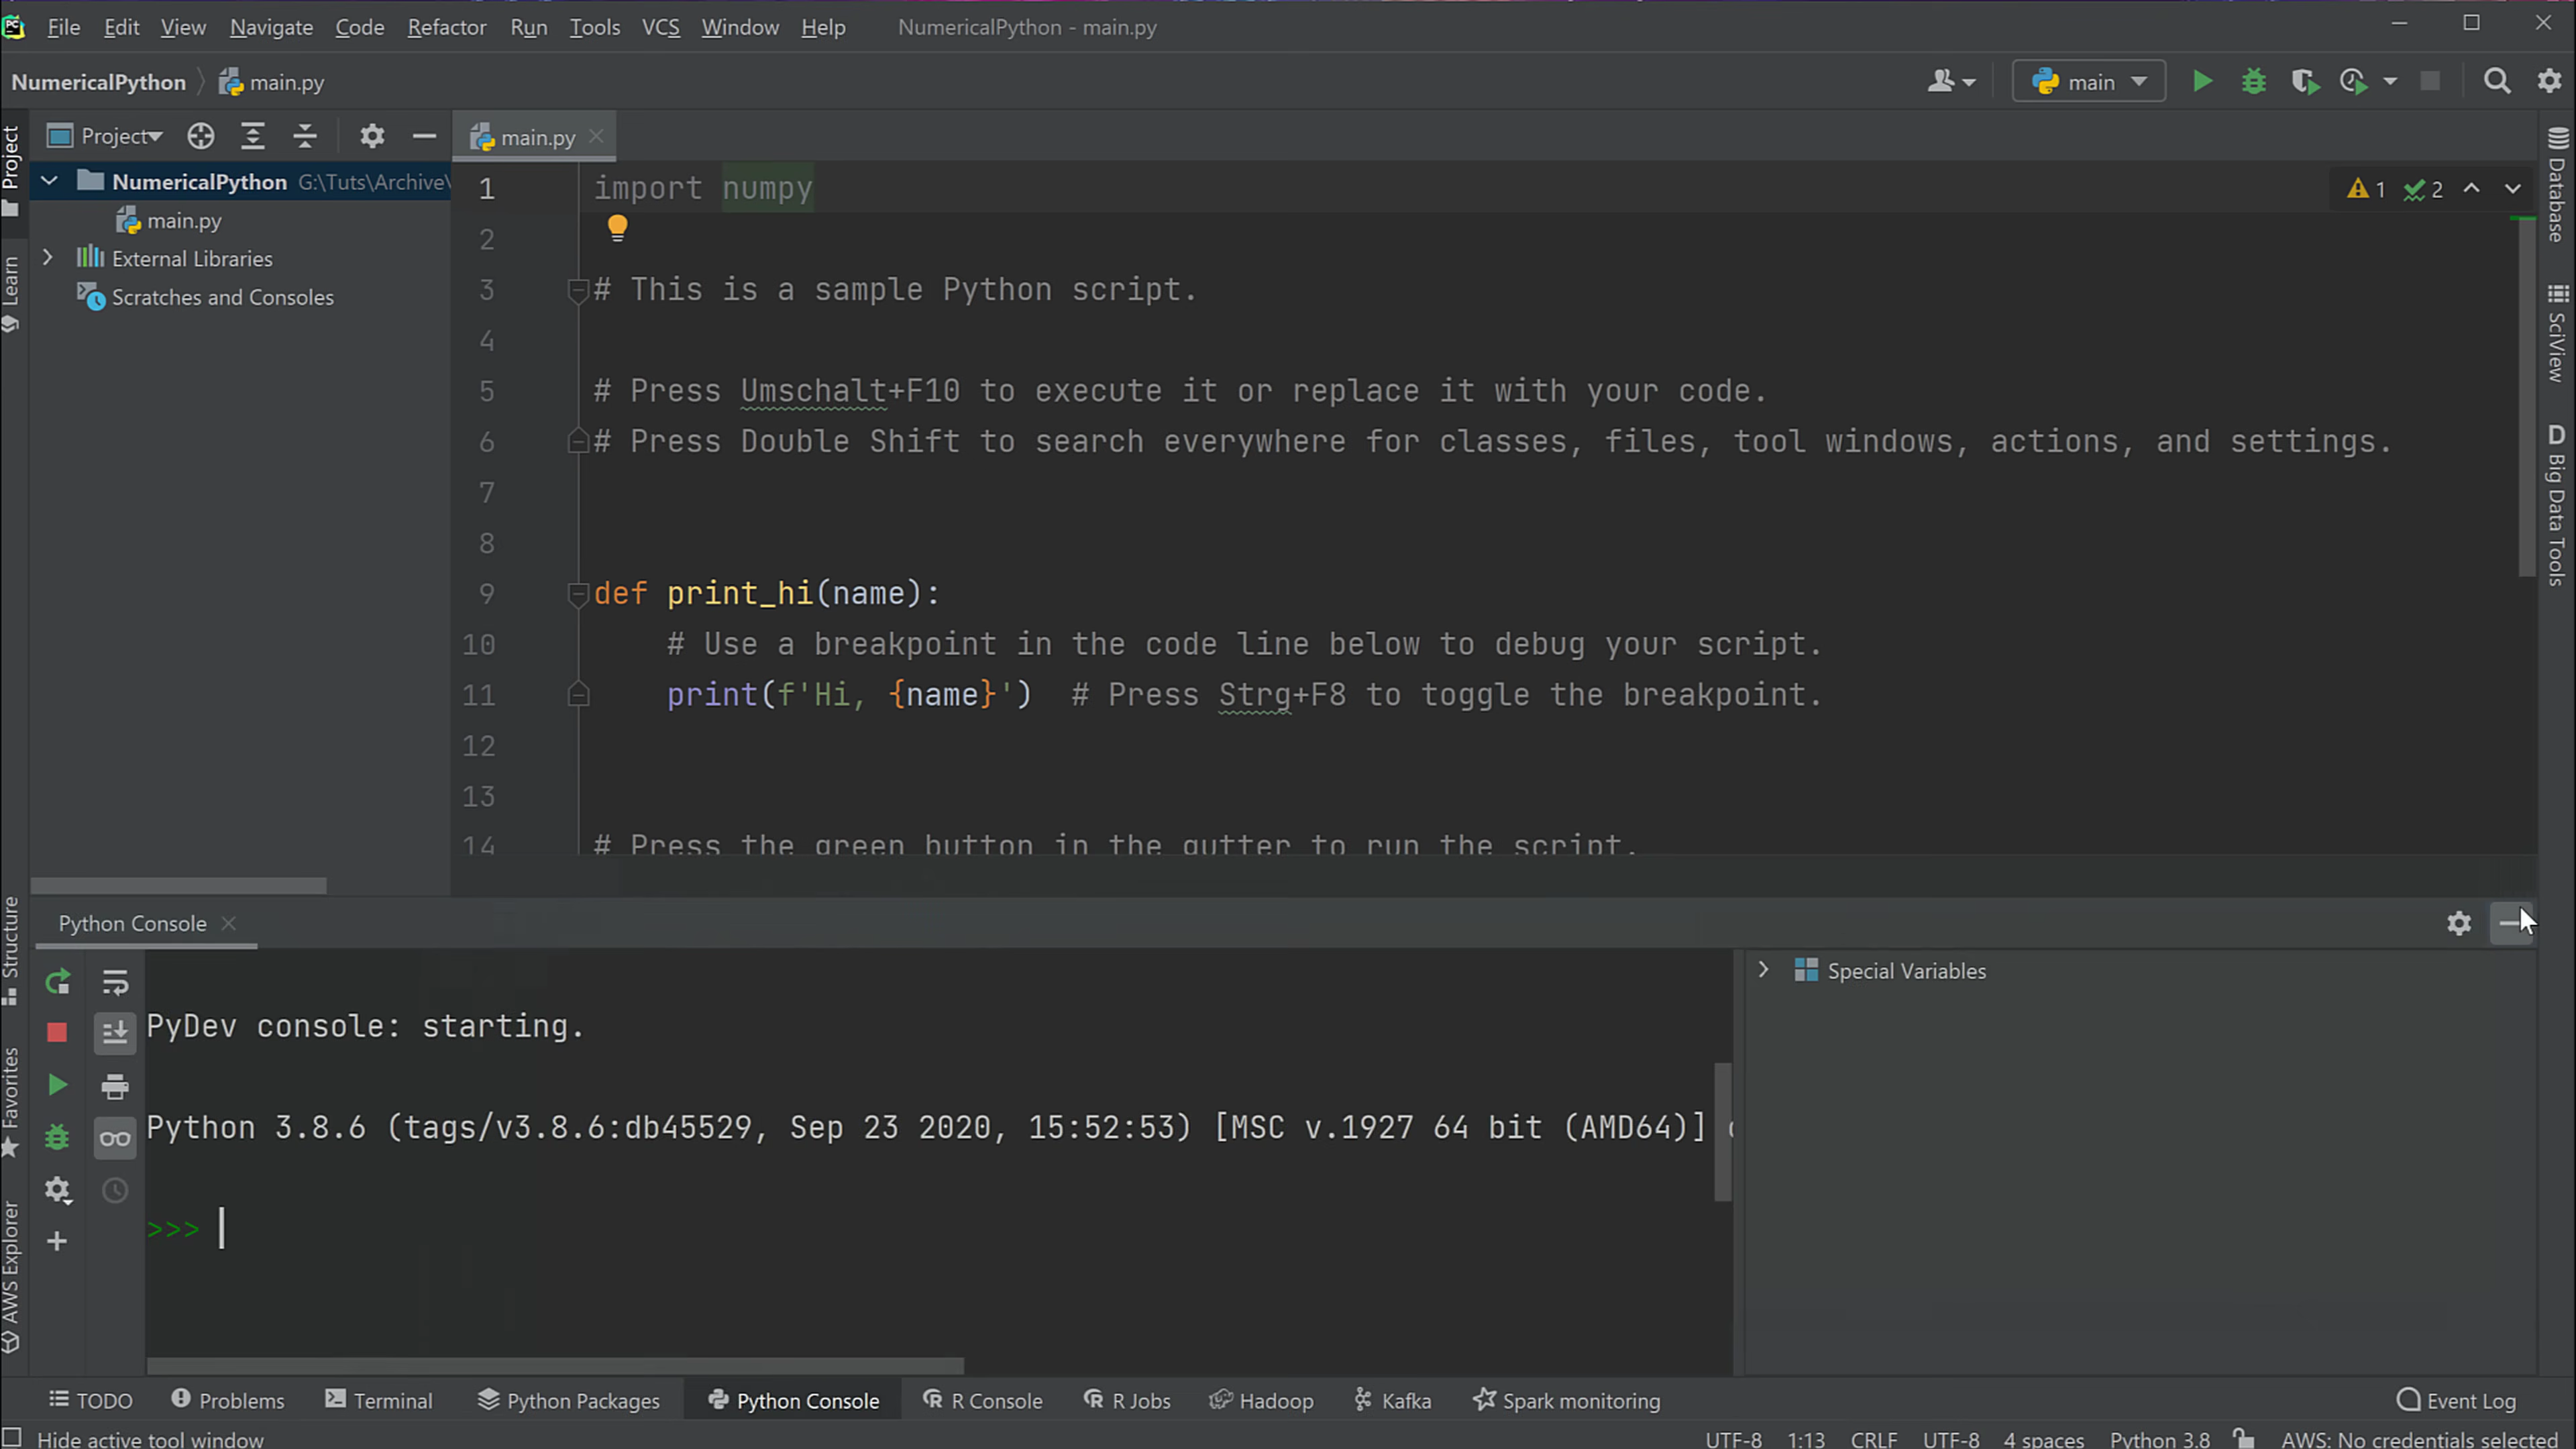 File Edit View Navigate Code Refactor Run Tools VCS Window Help NumericalPython - main.py
NumericalPython main.py main
Project main.py
NumericalPython G:\Tuts\Archive\
main.py
External Libraries
Scratches and Consoles
Project
Learn
Structure
Favorites
AWS Explorer
1 import numpy
1 2
2
3 # This is a sample Python script.
4
5 # Press Umschalt+F10 to execute it or replace it with your code.
6 # Press Double Shift to search everywhere for classes, files, tool windows, actions, and settings.
7
8
9 def print_hi(name):
10 # Use a breakpoint in the code line below to debug your script.
11 print(f'Hi, {name}') # Press Strg+F8 to toggle the breakpoint.
12
13
14 # Press the green button in the gutter to run the script.
Database
SciView
D Big Data Tools
Python Console
PyDev console: starting.
Python 3.8.6 (tags/v3.8.6:db45529, Sep 23 2020, 15:52:53) [MSC v.1927 64 bit (AMD64)]
>>>
Special Variables
TODO Problems Terminal Python Packages Python Console R Console R Jobs Hadoop Kafka Spark monitoring Event Log
Hide active tool window UTF-8 1:13 CRLF UTF-8 4 spaces Python 3.8 AWS: No credentials selected